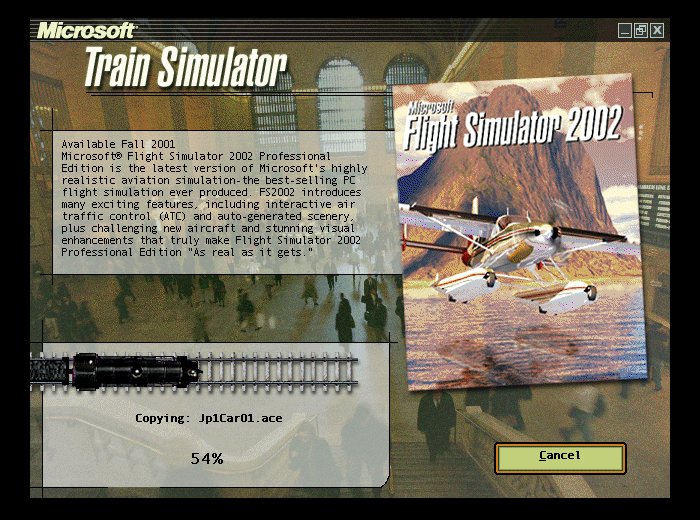 Microsoft
Train Simulator
Microsoft
Flight Simulator 2002
Available Fall 2001
Microsoft® Flight Simulator 2002 Professional
Edition is the latest version of Microsoft's highly
realistic aviation simulation-the best-selling PC
flight simulation ever produced. FS2002 introduces
many exciting features, including interactive air
traffic control (ATC) and auto-generated scenery,
plus challenging new aircraft and stunning visual
enhancements that truly make Flight Simulator 2002
Professional Edition "As real as it gets."
Copying: Jp1Car01.ace
54%
Cancel